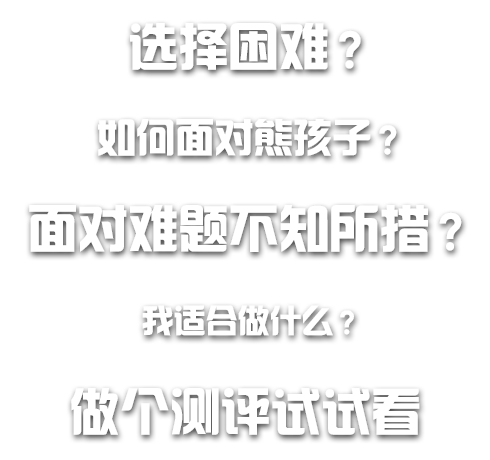 选择困难？
如何面对熊孩子？
面对难题不知所措？
我适合做什么？
做个测评试试看